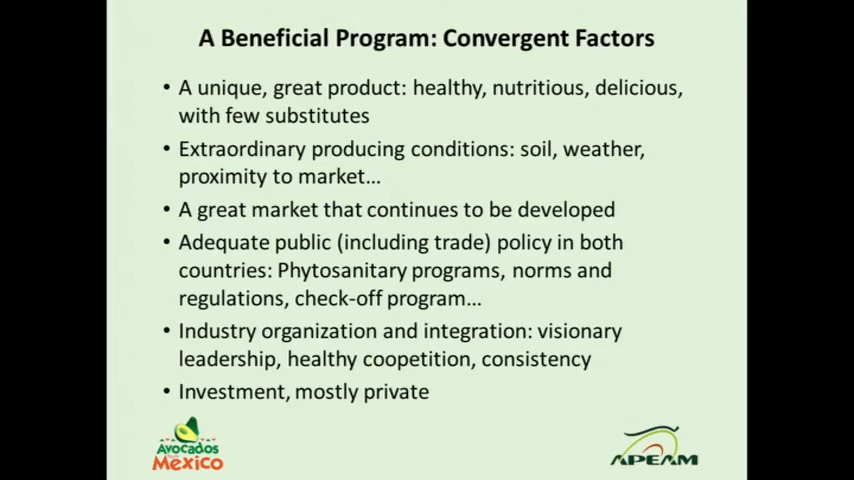 A Beneficial Program: Convergent Factors
• A unique, great product: healthy, nutritious, delicious,
with few substitutes
• Extraordinary producing conditions: soil, weather,
proximity to market…
• A great market that continues to be developed
• Adequate public (including trade) policy in both
countries: Phytosanitary programs, norms and
regulations, check-off program…
• Industry organization and integration: visionary
leadership, healthy coopetition, consistency
• Investment, mostly private
Avocados
Mexico
APEAM